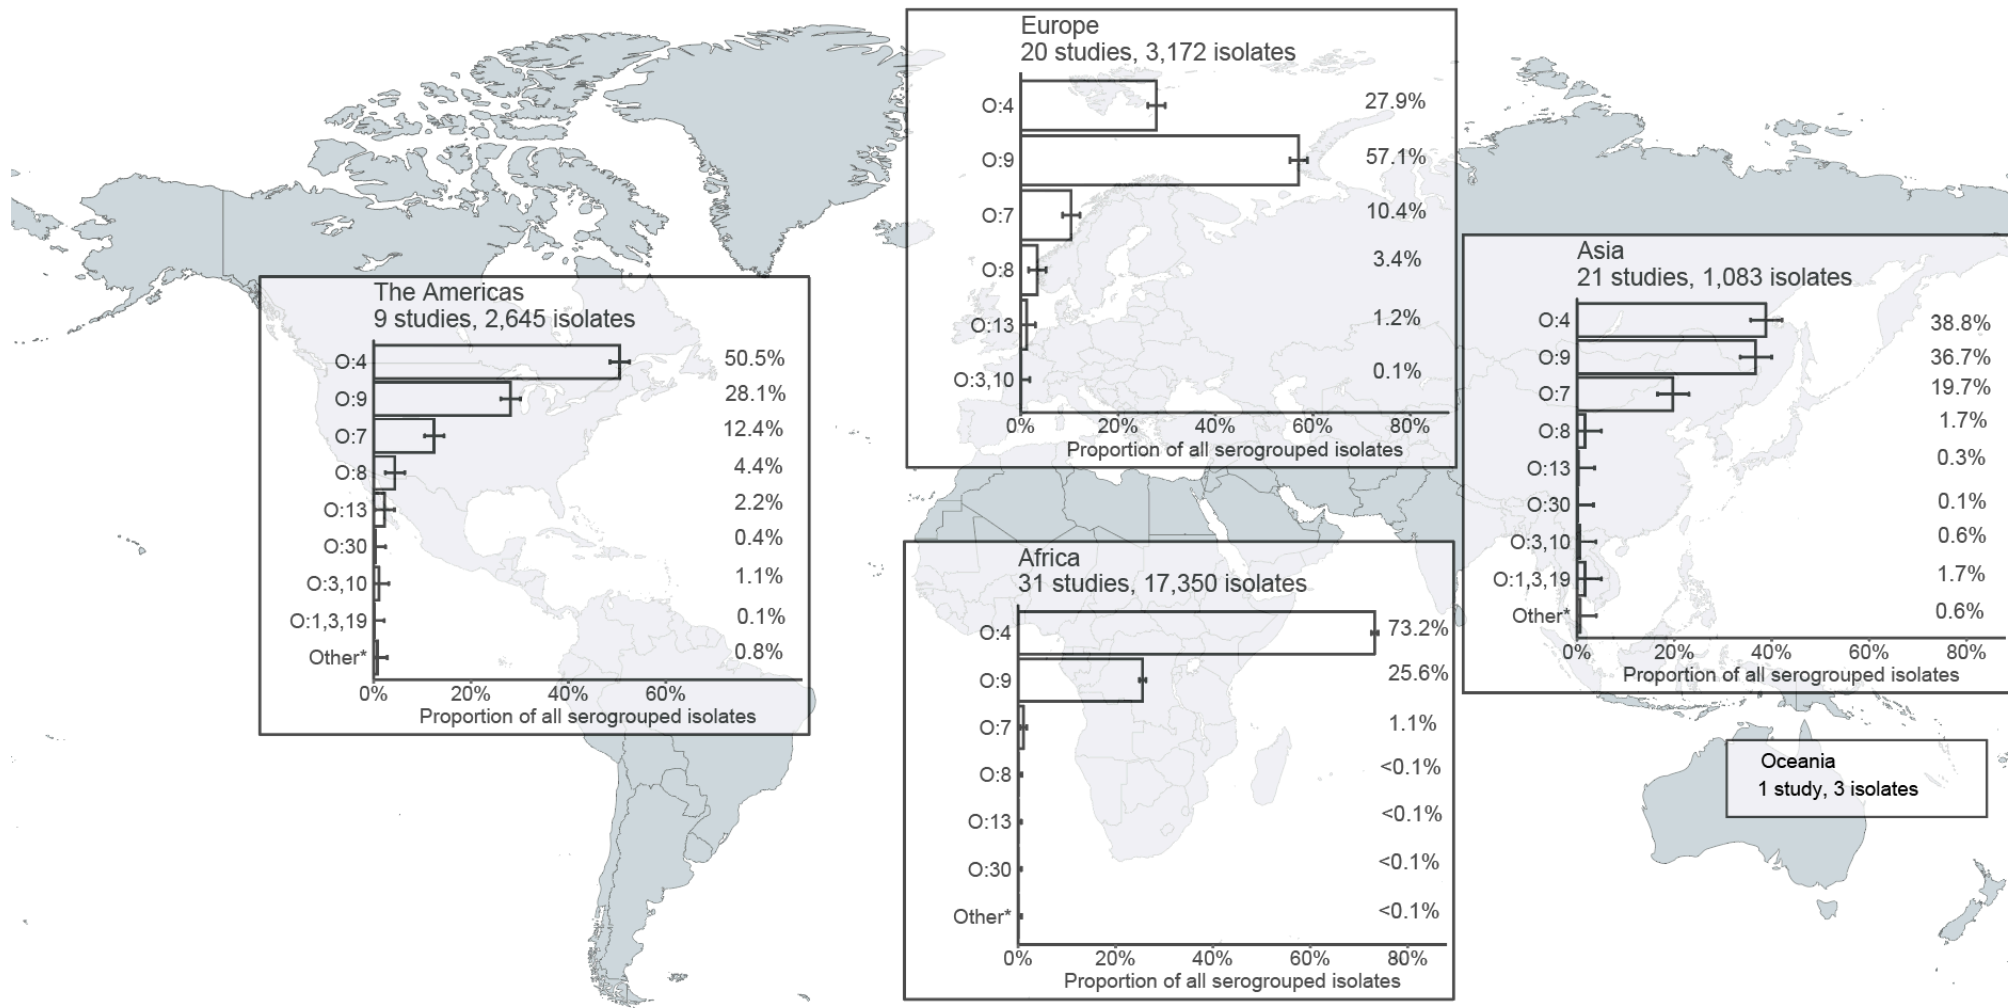 Europe
20 studies, 3,172 isolates
O:4 27.9%
O:9 57.1%
O:7 10.4%
O:8 3.4%
O:13 1.2%
O:3,10 0.1%
0% 20% 40% 60% 80%
Proportion of all serogrouped isolates
The Americas
9 studies, 2,645 isolates
O:4 50.5%
O:9 28.1%
O:7 12.4%
O:8 4.4%
O:13 2.2%
O:30 0.4%
O:3,10 1.1%
O:1,3,19 0.1%
Other* 0.8%
0% 20% 40% 60%
Proportion of all serogrouped isolates
Asia
21 studies, 1,083 isolates
O:4 38.8%
O:9 36.7%
O:7 19.7%
O:8 1.7%
O:13 0.3%
O:30 0.1%
O:3,10 0.6%
O:1,3,19 1.7%
Other* 0.6%
0% 20% 40% 60% 80%
Proportion of all serogrouped isolates
Africa
31 studies, 17,350 isolates
O:4 73.2%
O:9 25.6%
O:7 1.1%
O:8 <0.1%
O:13 <0.1%
O:30 <0.1%
Other* <0.1%
0% 20% 40% 60% 80%
Proportion of all serogrouped isolates
Oceania
1 study, 3 isolates